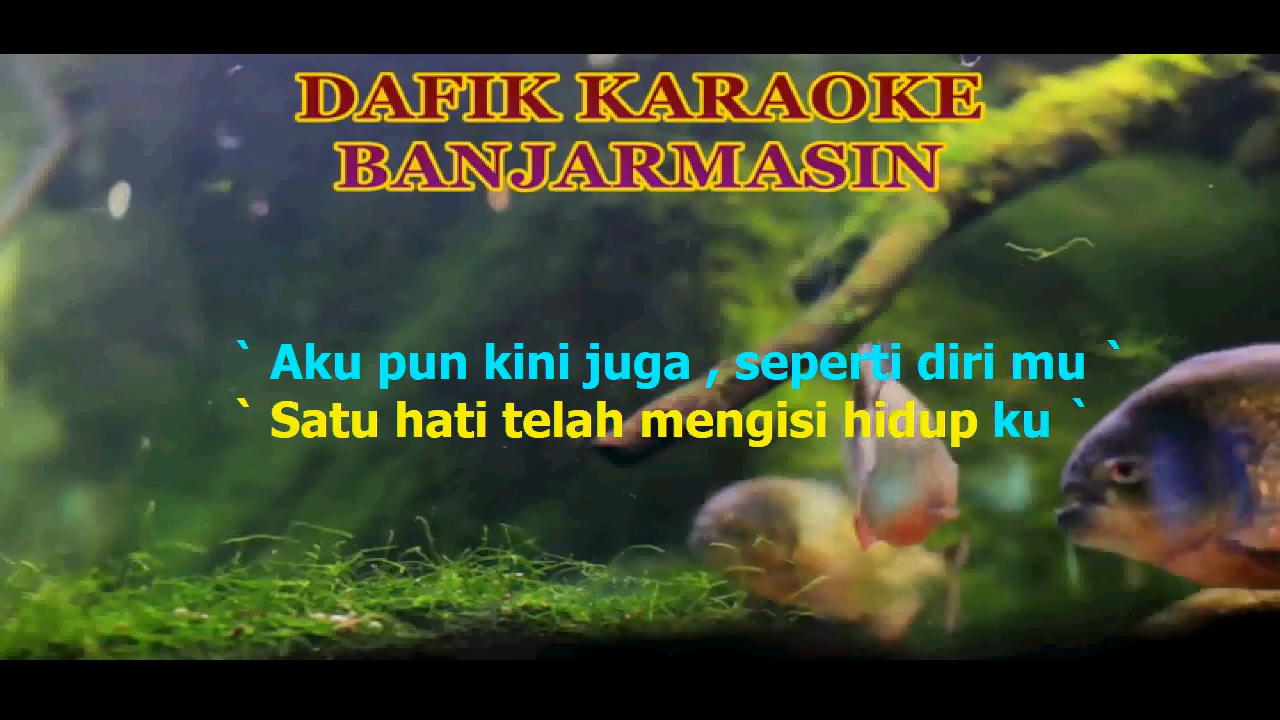 DAFIK KARAOKE
BANJARMASIN
` Aku pun kini juga , seperti diri mu `
` Satu hati telah mengisi hidup ku `